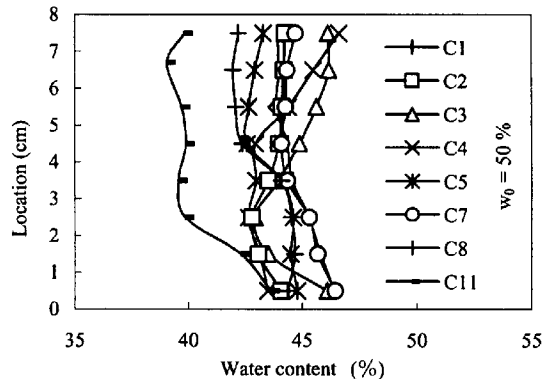 8
7
6
5
4
3
2
1
0
Location (cm)
35
40
45
50
55
Water content (%)
C1
C2
C3
C4
C5
C7
C8
C11
w₀ = 50 %